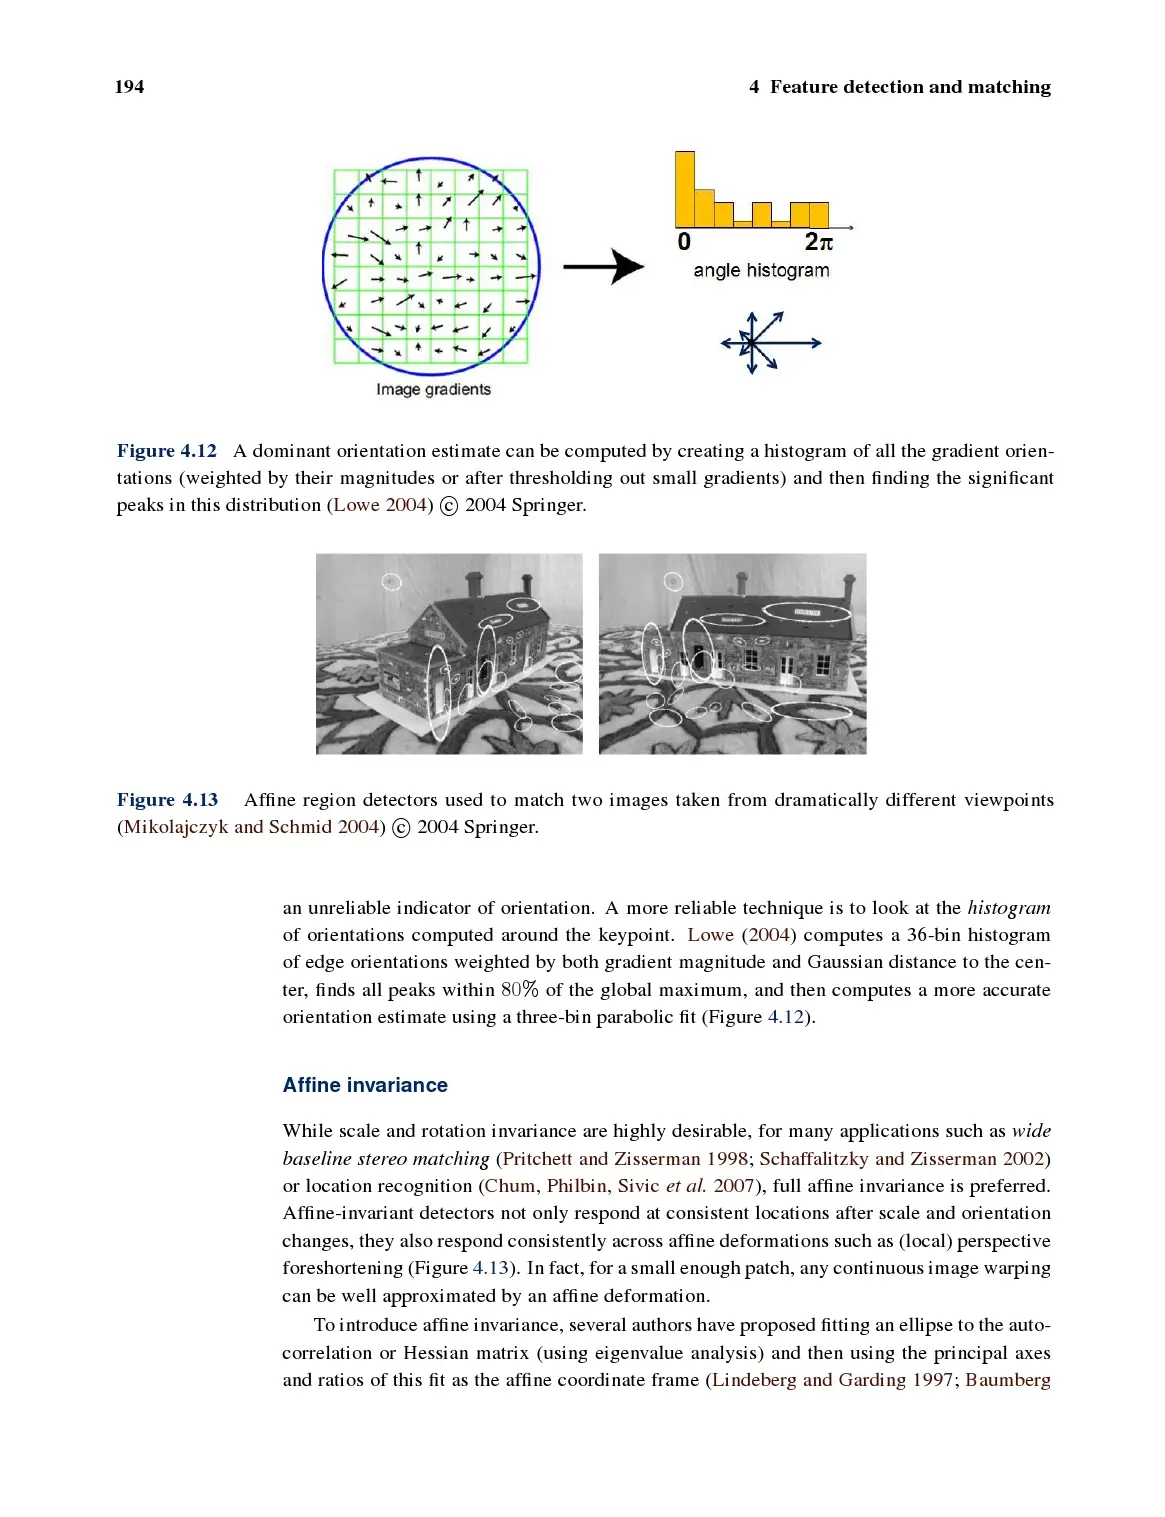 194
4 Feature detection and matching
0
2π
angle histogram
Image gradients
Figure 4.12 A dominant orientation estimate can be computed by creating a histogram of all the gradient orien-
tations (weighted by their magnitudes or after thresholding out small gradients) and then finding the significant
peaks in this distribution (Lowe 2004) © 2004 Springer.
Figure 4.13 Affine region detectors used to match two images taken from dramatically different viewpoints
(Mikolajczyk and Schmid 2004) © 2004 Springer.
an unreliable indicator of orientation. A more reliable technique is to look at the histogram
of orientations computed around the keypoint. Lowe (2004) computes a 36-bin histogram
of edge orientations weighted by both gradient magnitude and Gaussian distance to the cen-
ter, finds all peaks within 80% of the global maximum, and then computes a more accurate
orientation estimate using a three-bin parabolic fit (Figure 4.12).
Affine invariance
While scale and rotation invariance are highly desirable, for many applications such as wide
baseline stereo matching (Pritchett and Zisserman 1998; Schaffalitzky and Zisserman 2002)
or location recognition (Chum, Philbin, Sivic et al. 2007), full affine invariance is preferred.
Affine-invariant detectors not only respond at consistent locations after scale and orientation
changes, they also respond consistently across affine deformations such as (local) perspective
foreshortening (Figure 4.13). In fact, for a small enough patch, any continuous image warping
can be well approximated by an affine deformation.
To introduce affine invariance, several authors have proposed fitting an ellipse to the auto-
correlation or Hessian matrix (using eigenvalue analysis) and then using the principal axes
and ratios of this fit as the affine coordinate frame (Lindeberg and Garding 1997; Baumberg